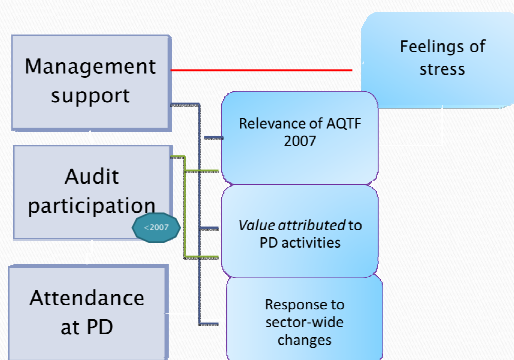 Management
support
Feelings of
stress
Relevance of AQTF
2007
Audit
participation
<2007
Value attributed to
PD activities
Attendance
at PD
Response to
sector-wide
changes